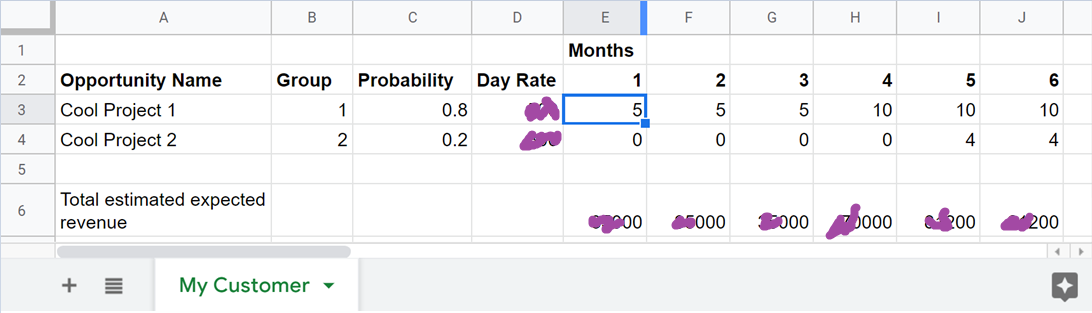 A B C D E F G H I J
1 Months
2 Opportunity Name Group Probability Day Rate 1 2 3 4 5 6
3 Cool Project 1 1 0.8 5 5 5 10 10 10
4 Cool Project 2 2 0.2 0 0 0 0 4 4
5
6 Total estimated expected
revenue
My Customer